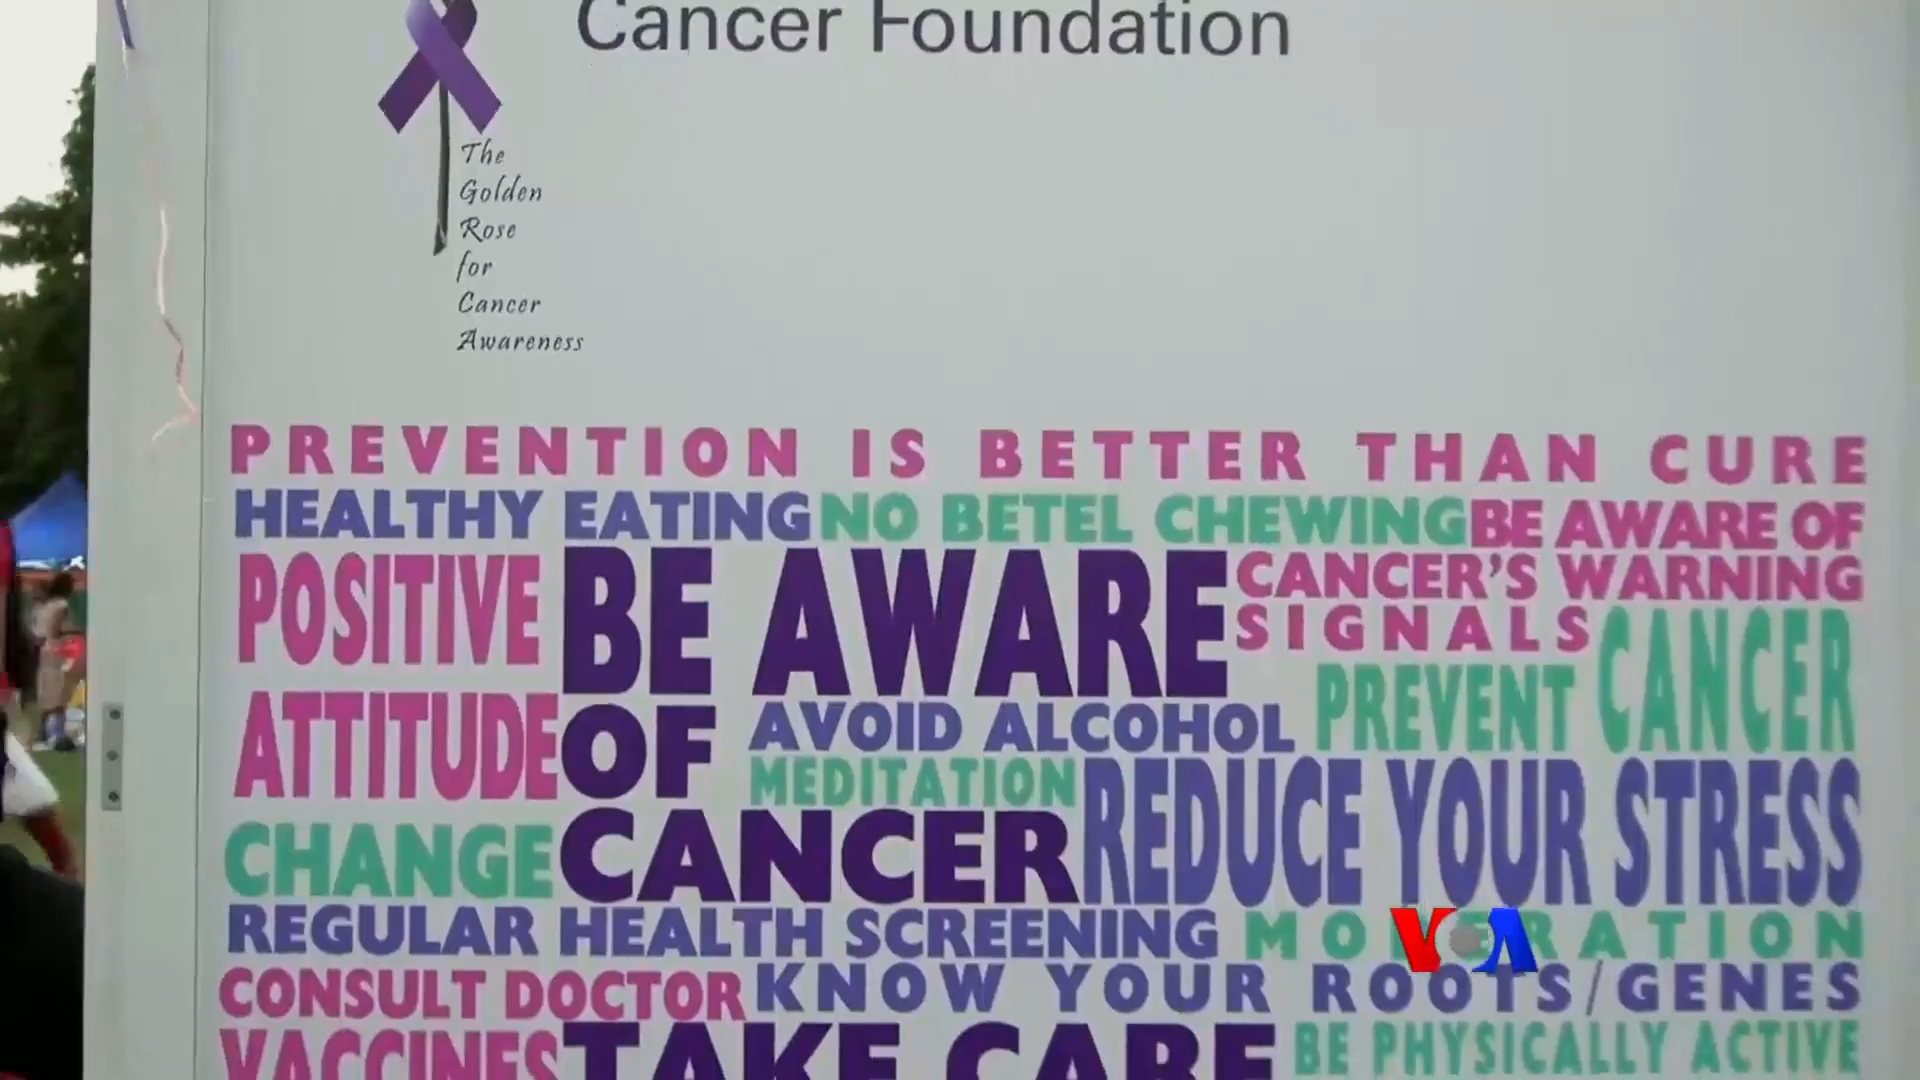 Cancer Foundation
The
Golden
Rose
for
Cancer
Awareness
PREVENTION IS BETTER THAN CURE
HEALTHY EATING NO BETEL CHEWING BE AWARE OF
POSITIVE BE AWARE CANCER'S WARNING
SIGNALS CANCER
PREVENT
ATTITUDE OF AVOID ALCOHOL
MEDITATION REDUCE YOUR STRESS
CHANGE CANCER
REGULAR HEALTH SCREENING MODERATION
VOA
CONSULT DOCTOR KNOW YOUR ROOTS/GENES
VACCINES TAKE CARE BE PHYSICALLY ACTIVE